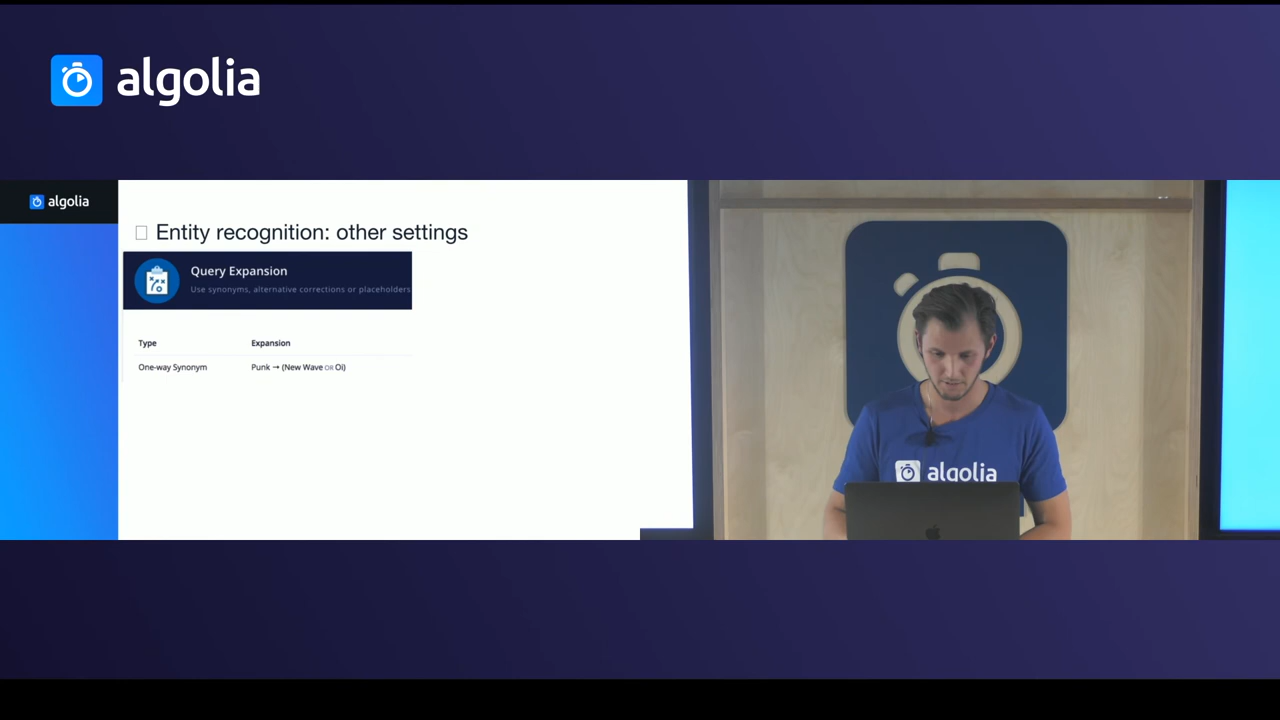 algolia
algolia
Entity recognition: other settings
Query Expansion
Use synonyms, alternative corrections or placeholders
Type Expansion
One-way Synonym Punk → (New Wave OR Oi)
algolia